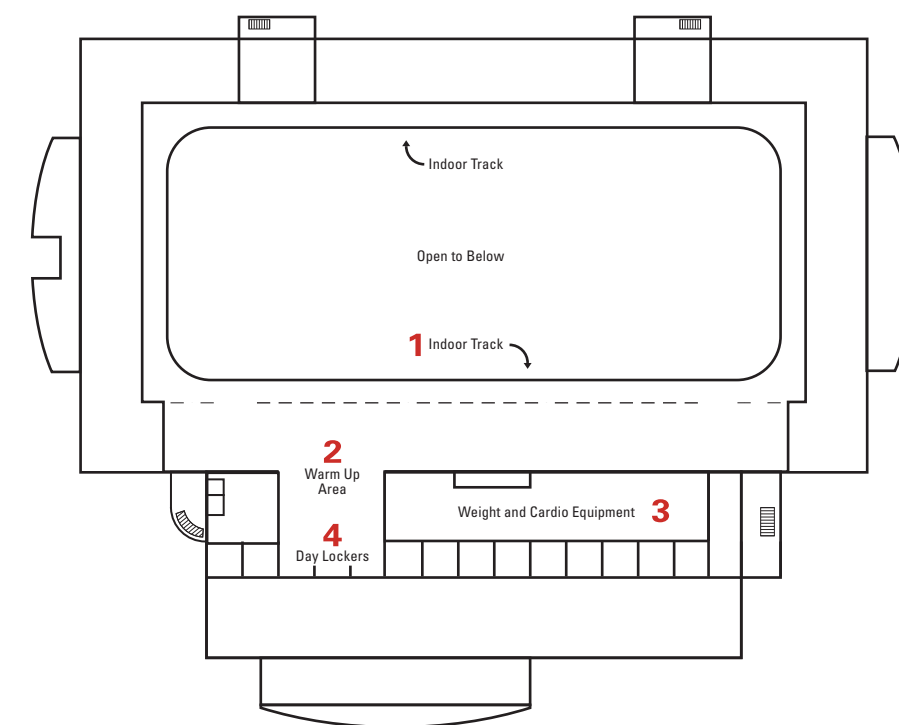 Indoor Track
Open to Below
1 Indoor Track
2
Warm Up
Area
Weight and Cardio Equipment 3
4
Day Lockers